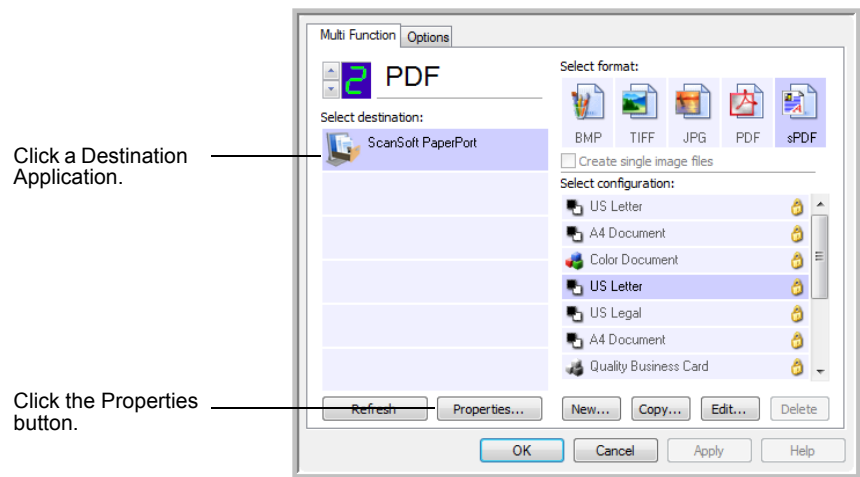 Multi Function
Options
2
PDF
Select destination:
ScanSoft PaperPort
Select format:
BMP TIFF JPG PDF sPDF
Create single image files
Select configuration:
US Letter
A4 Document
Color Document
US Letter
US Legal
A4 Document
Quality Business Card
Click a Destination
Application.
Click the Properties
button.
Refresh
Properties...
New...
Copy...
Edit...
Delete
OK
Cancel
Apply
Help